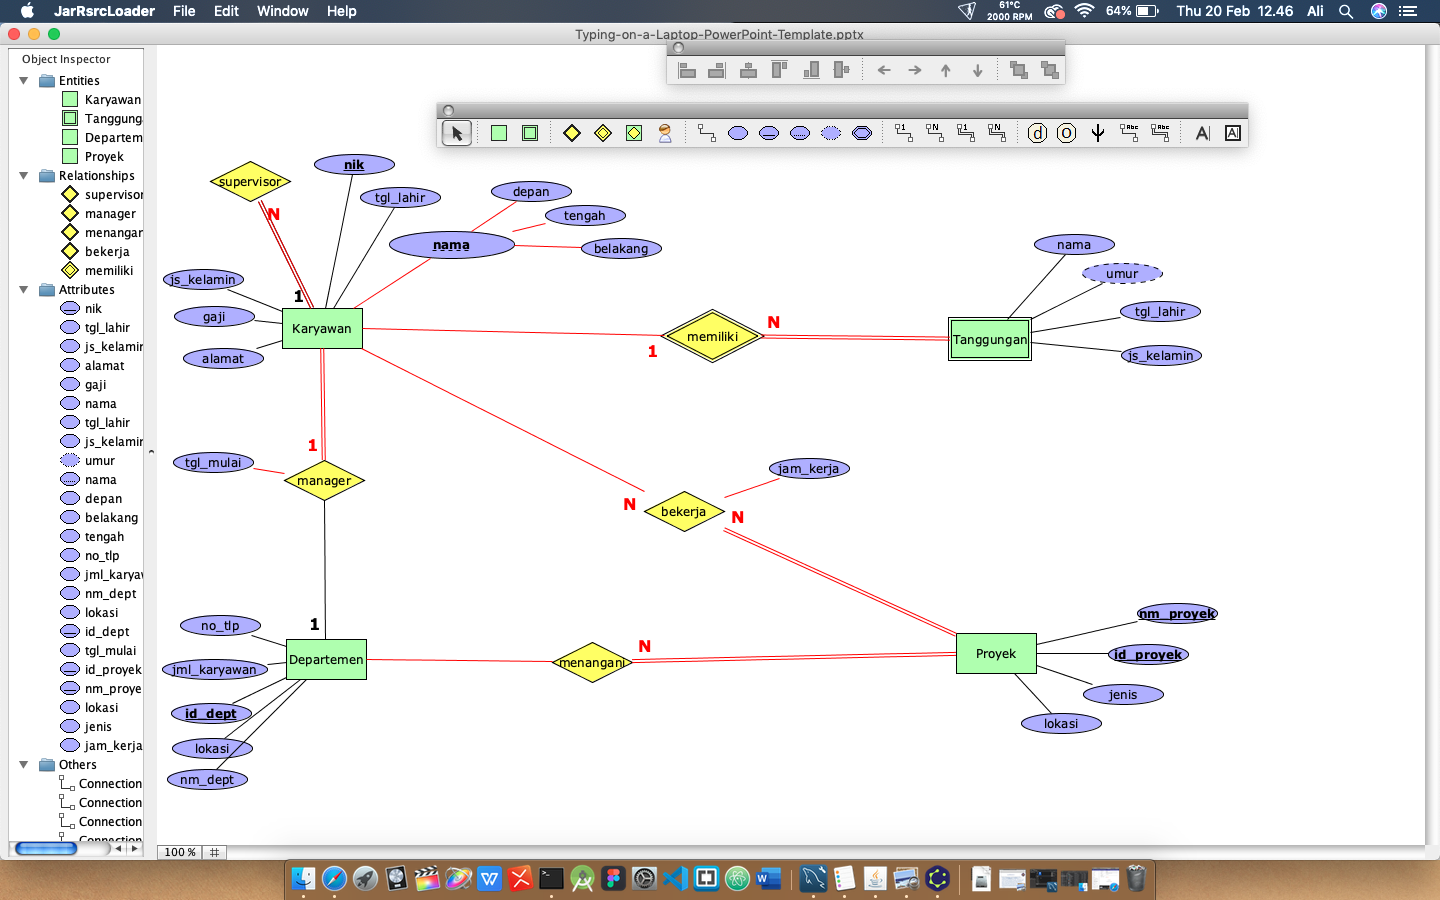 JarRsrcLoader File Edit Window Help
61°C
2000 RPM
64% Thu 20 Feb 12.46 Ali
Typing-on-a-Laptop-PowerPoint-Template.pptx
Object Inspector
Entities
Karyawan
Tanggung
Departem
Proyek
Relationships
supervisor
manager
menangar
bekerja
memiliki
Attributes
nik
tgl_lahir
js_kelamir
alamat
gaji
nama
tgl_lahir
js_kelamir
umur
nama
depan
belakang
tengah
no_tlp
jml_karyaw
nm_dept
lokasi
id_dept
tgl_mulai
id_proyek
nm_proye
lokasi
jenis
jam_kerja
Others
Connection
Connection
Connection
Connection
1 N 1 N d o Abc Abc A A
supervisor
N
nik
tgl_lahir
depan
tengah
nama
belakang
js_kelamin
1
gaji
Karyawan
alamat
memiliki
1
N
nama
umur
tgl_lahir
Tanggungan
js_kelamin
1
tgl_mulai
manager
jam_kerja
N
bekerja
N
1
no_tlp
Departemen
jml_karyawan
id_dept
lokasi
nm_dept
menangani
N
nm_proyek
Proyek
id_proyek
jenis
lokasi
100 %